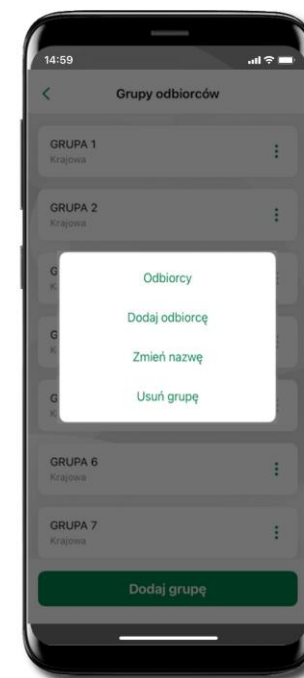 14:59
Grupy odbiorców
GRUPA 1
Krajowa
GRUPA 2
Krajowa
G
K
Odbiorcy
Dodaj odbiorcę
G
K
Zmień nazwę
G
K
Usuń grupę
GRUPA 6
Krajowa
GRUPA 7
Krajowa
Dodaj grupę